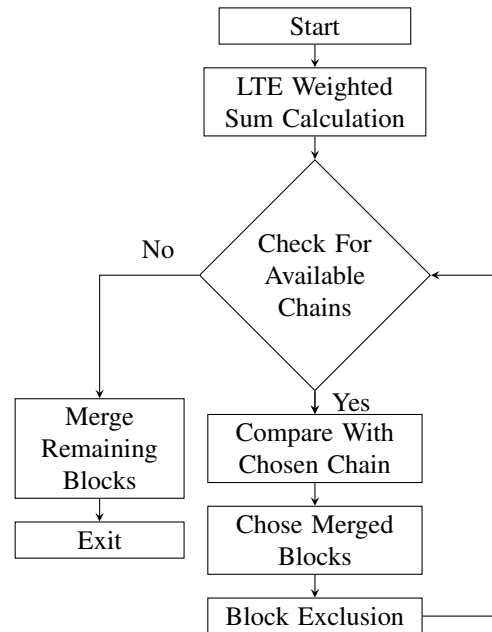 Start
LTE Weighted
Sum Calculation
Check For
Available
Chains
No
Yes
Merge
Remaining
Blocks
Exit
Compare With
Chosen Chain
Chose Merged
Blocks
Block Exclusion